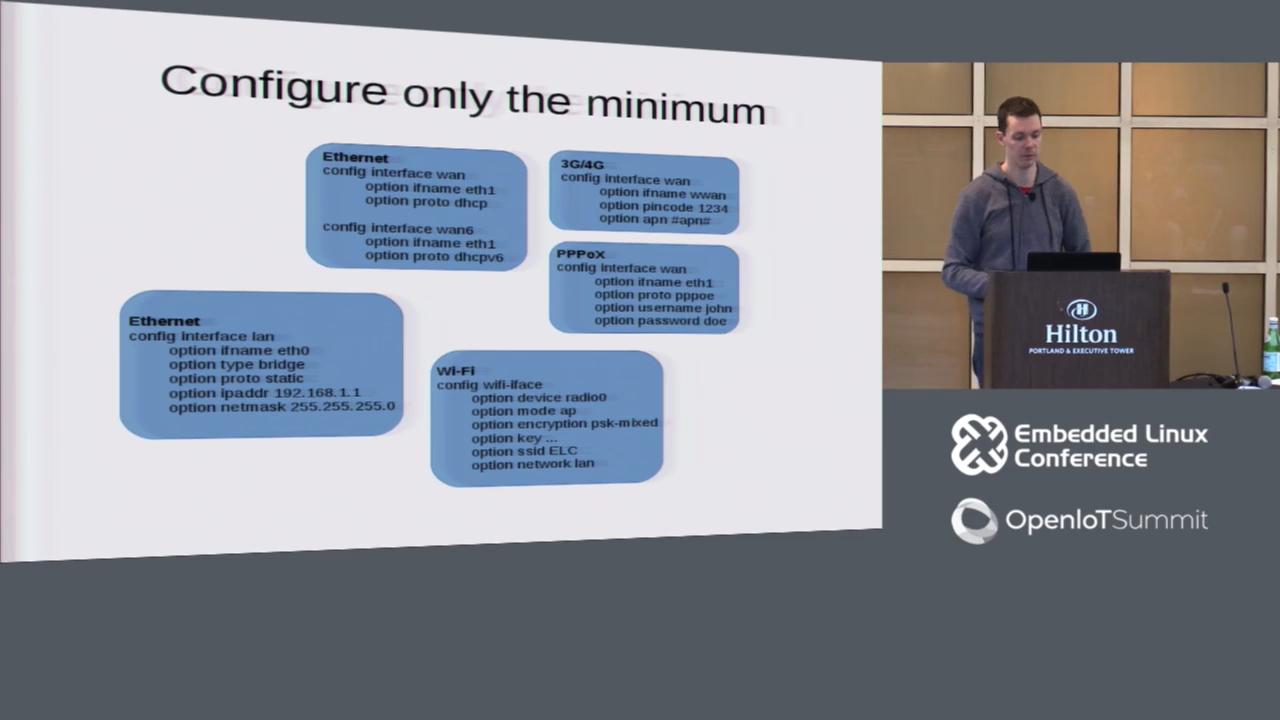 Configure only the minimum
Ethernet
config interface wan
option ifname eth1
option proto dhcp
config interface wan6
option ifname eth1
option proto dhcpv6
3G/4G
config interface wan
option ifname wwan
option pincode 1234
option apn #apn#
PPPoX
config interface wan
option ifname eth1
option proto pppoe
option username john
option password doe
Ethernet
config interface lan
option ifname eth0
option type bridge
option proto static
option ipaddr 192.168.1.1
option netmask 255.255.255.0
Wi-Fi
config wifi-iface
option device radio0
option mode ap
option encryption psk-mixed
option key ...
option ssid ELC
option network lan
H
Hilton
PORTLAND & EXECUTIVE TOWER
Embedded Linux
Conference
OpenIoTSummit